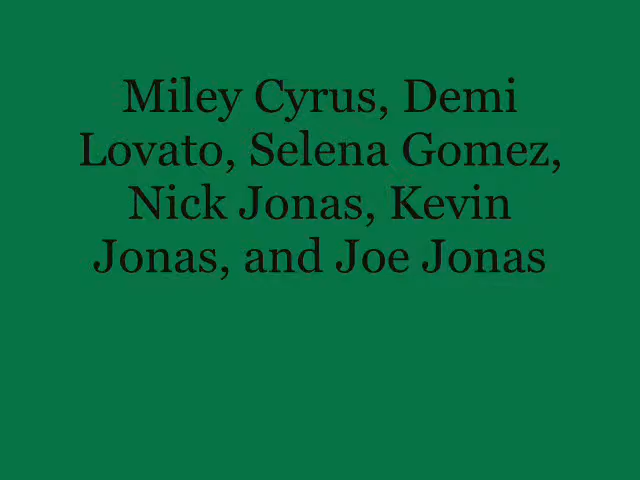 Miley Cyrus, Demi
Lovato, Selena Gomez,
Nick Jonas, Kevin
Jonas, and Joe Jonas